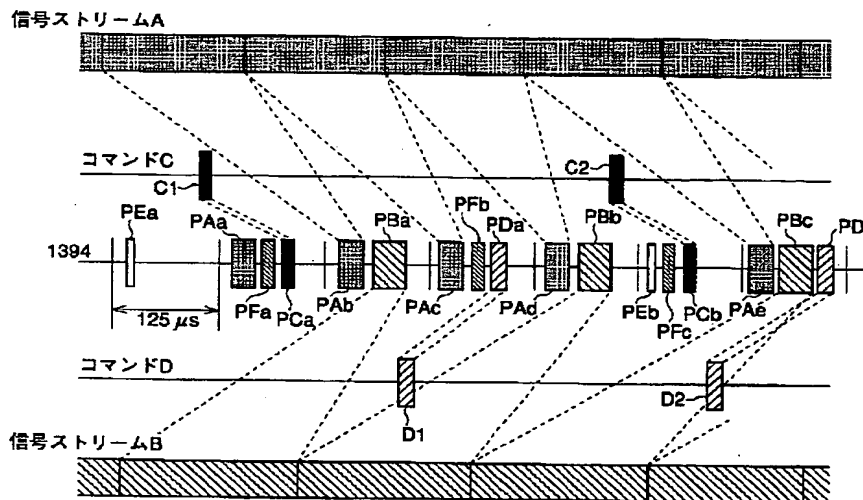 信号ストリームA
コマンドC
C1
C2
PEa
PAa
PBa
PFb
PDa
PBb
PBc
PD
1394
PFa
PCa
PAb
PAc
PAd
PEb
PFc
PCb
PAe
125 μs
コマンドD
D1
D2
信号ストリームB